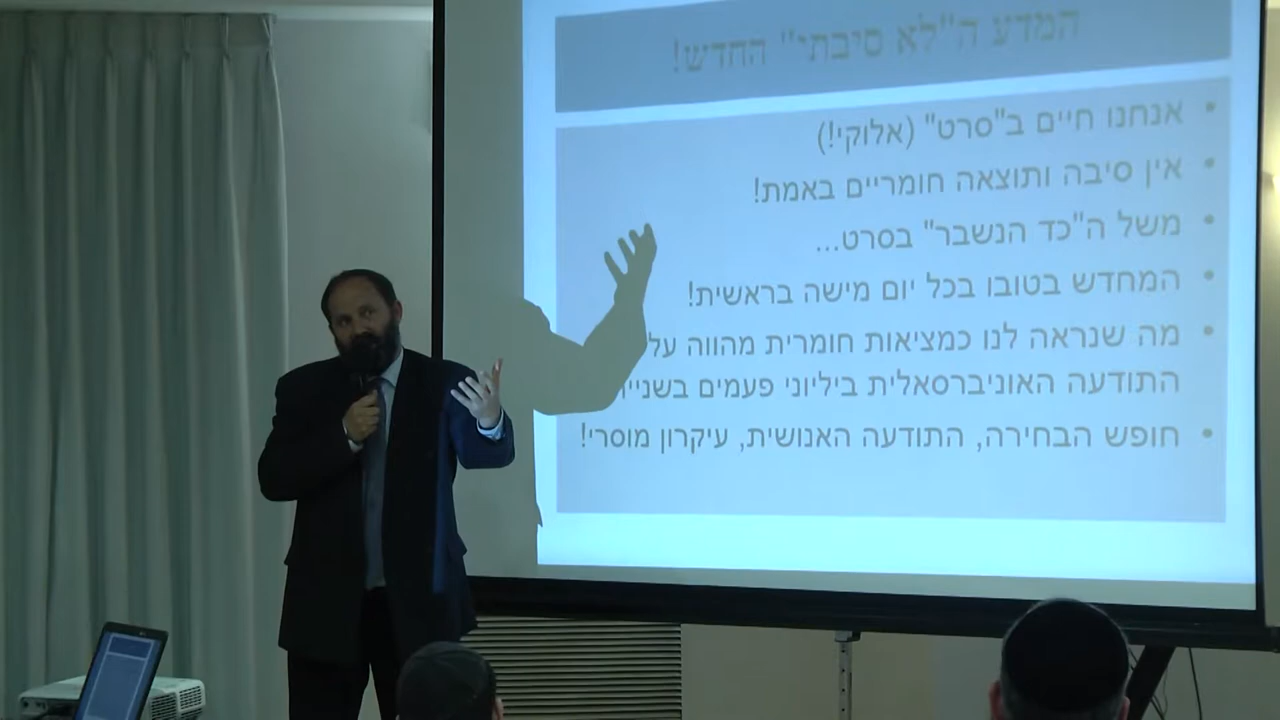 המדע ה"לא סיבתי" החדש!
• אנחנו חיים ב"סרט" (אלוקי!)
• אין סיבה ותוצאה חומריים באמת!
• משל ה"כד הנשבר" בסרט...
• המחדש בטובו בכל יום מישה בראשית!
• מה שנראה לנו כמציאות חומרית מהווה על
התודעה האוניברסאלית ביליוני פעמים
• חופש הבחירה, התודעה האנושית, עיקרון מוסרי!